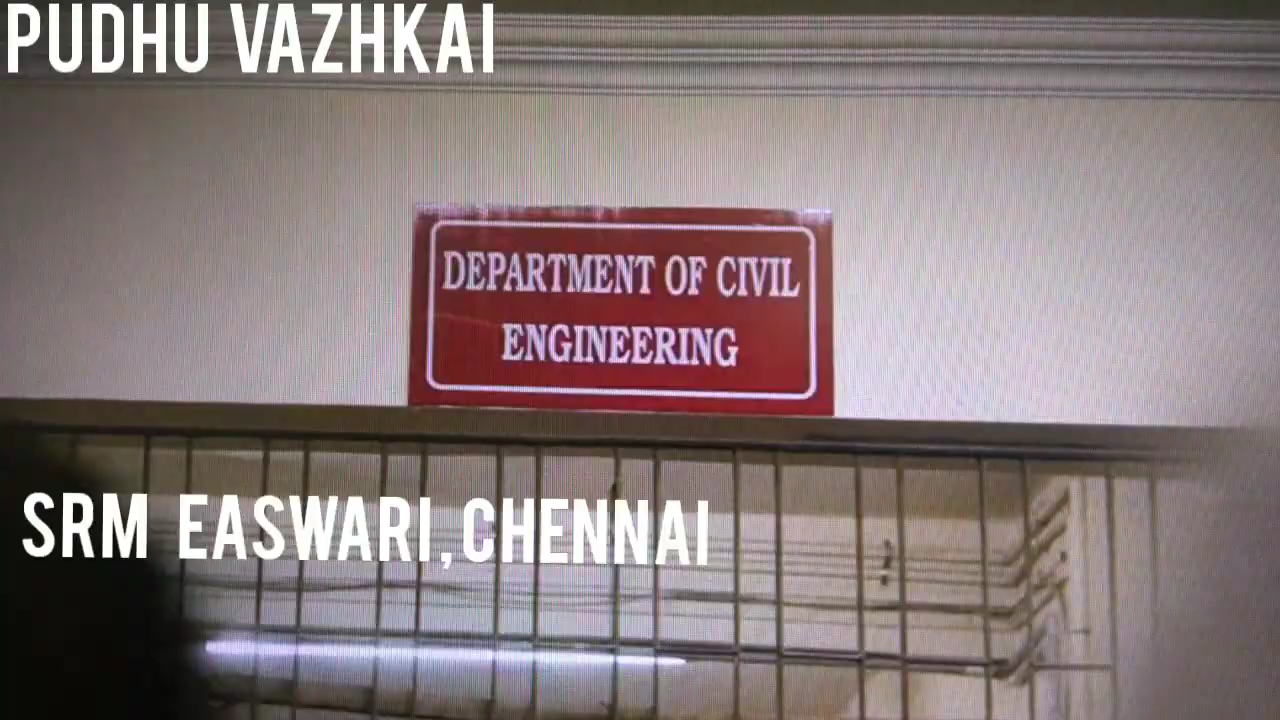 PUDHU VAZHKAI
DEPARTMENT OF CIVIL
ENGINEERING
SRM EASWARI, CHENNAI